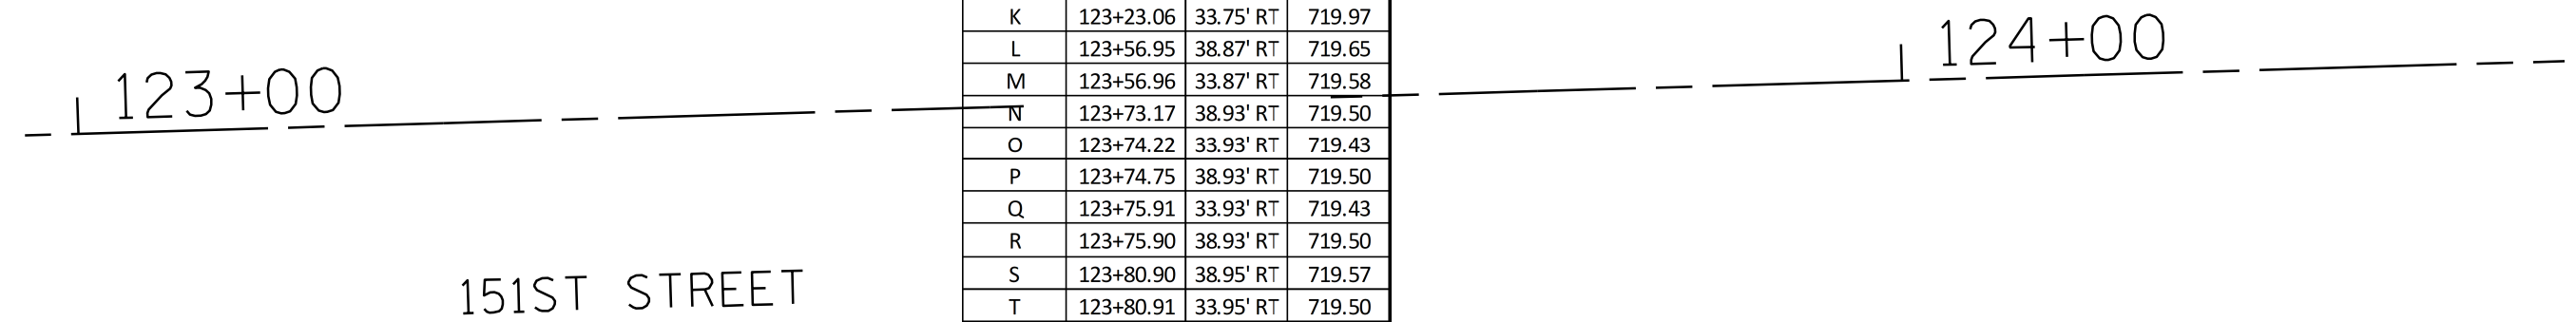 123+00
K 123+23.06 33.75' RT 719.97
L 123+56.95 38.87' RT 719.65
M 123+56.96 33.87' RT 719.58
N 123+73.17 38.93' RT 719.50
O 123+74.22 33.93' RT 719.43
P 123+74.75 38.93' RT 719.50
Q 123+75.91 33.93' RT 719.43
R 123+75.90 38.93' RT 719.50
S 123+80.90 38.95' RT 719.57
T 123+80.91 33.95' RT 719.50
124+00
151ST STREET